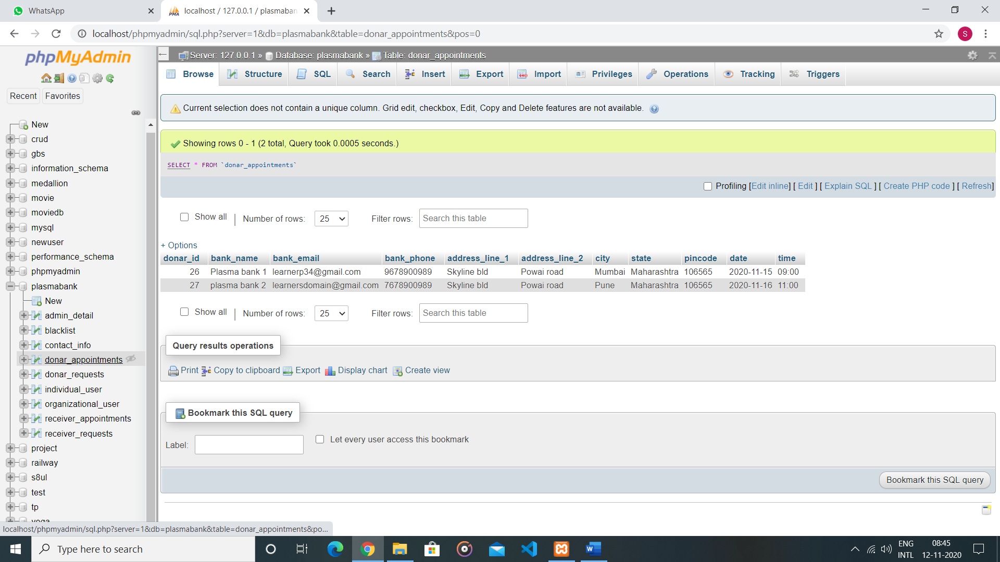 WhatsApp
localhost / 127.0.0.1 / plasmaban
localhost/phpmyadmin/sql.php?server=1&db=plasmabank&table=donar_appointments&pos=0
S
phpMyAdmin
Recent
Favorites
New
crud
gbs
information_schema
medallion
movie
moviedb
mysql
newuser
performance_schema
phpmyadmin
plasmabank
New
admin_detail
blacklist
contact_info
donar_appointments
donar_requests
individual_user
organizational_user
receiver_appointments
receiver_requests
project
railway
s8ul
test
tp
yoga
localhost/phpmyadmin/sql.php?server=1&db=plasmabank&table=donar_appointments&po...
Server: 127.0.0.1 » Database: plasmabank » Table: donar_appointments
Browse Structure SQL Search Insert Export Import Privileges Operations Tracking Triggers
Current selection does not contain a unique column. Grid edit, checkbox, Edit, Copy and Delete features are not available.
Showing rows 0 - 1 (2 total, Query took 0.0005 seconds.)
SELECT * FROM `donar_appointments`
Profiling [Edit inline] [ Edit ] [ Explain SQL ] [ Create PHP code ] [ Refresh]
Show all | Number of rows: 25 Filter rows: Search this table
+ Options
donar_id bank_name bank_email bank_phone address_line_1 address_line_2 city state pincode date time
26 Plasma bank 1 learnerp34@gmail.com 9678900989 Skyline bld Powai road Mumbai Maharashtra 106565 2020-11-15 09:00
27 plasma bank 2 learnersdomain@gmail.com 7678900989 Skyline bld Powai road Pune Maharashtra 106565 2020-11-16 11:00
Show all | Number of rows: 25 Filter rows: Search this table
Query results operations
Print Copy to clipboard Export Display chart Create view
Bookmark this SQL query
Label: Let every user access this bookmark
Bookmark this SQL query
Type here to search
ENG
INTL
08:45
12-11-2020